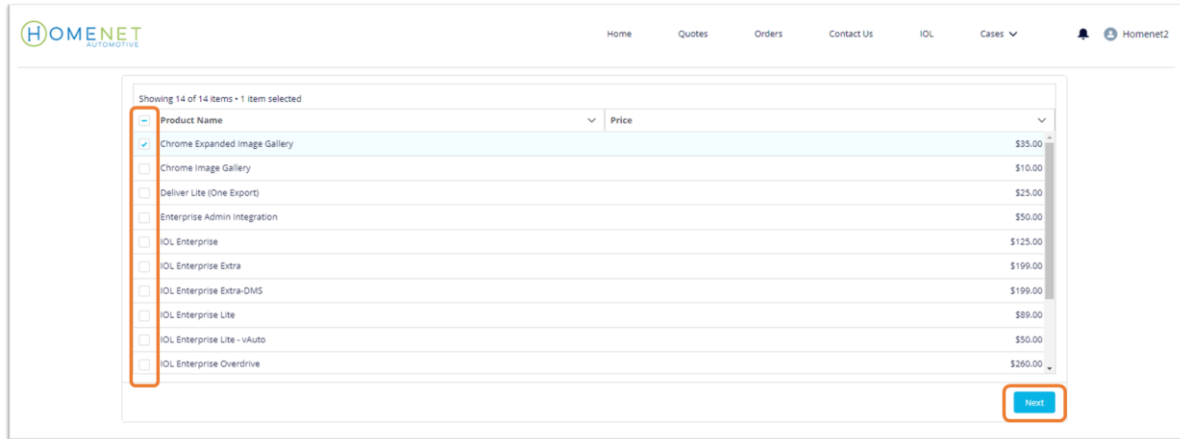 HOMENET
AUTOMOTIVE
Home Quotes Orders Contact Us IOL Cases Homenet2
Showing 14 of 14 items • 1 item selected
Product Name Price
Chrome Expanded Image Gallery $35.00
Chrome Image Gallery $10.00
Deliver Lite (One Export) $25.00
Enterprise Admin Integration $50.00
IOL Enterprise $125.00
IOL Enterprise Extra $199.00
IOL Enterprise Extra-DMS $199.00
IOL Enterprise Lite $89.00
IOL Enterprise Lite - vAuto $50.00
IOL Enterprise Overdrive $260.00
Next